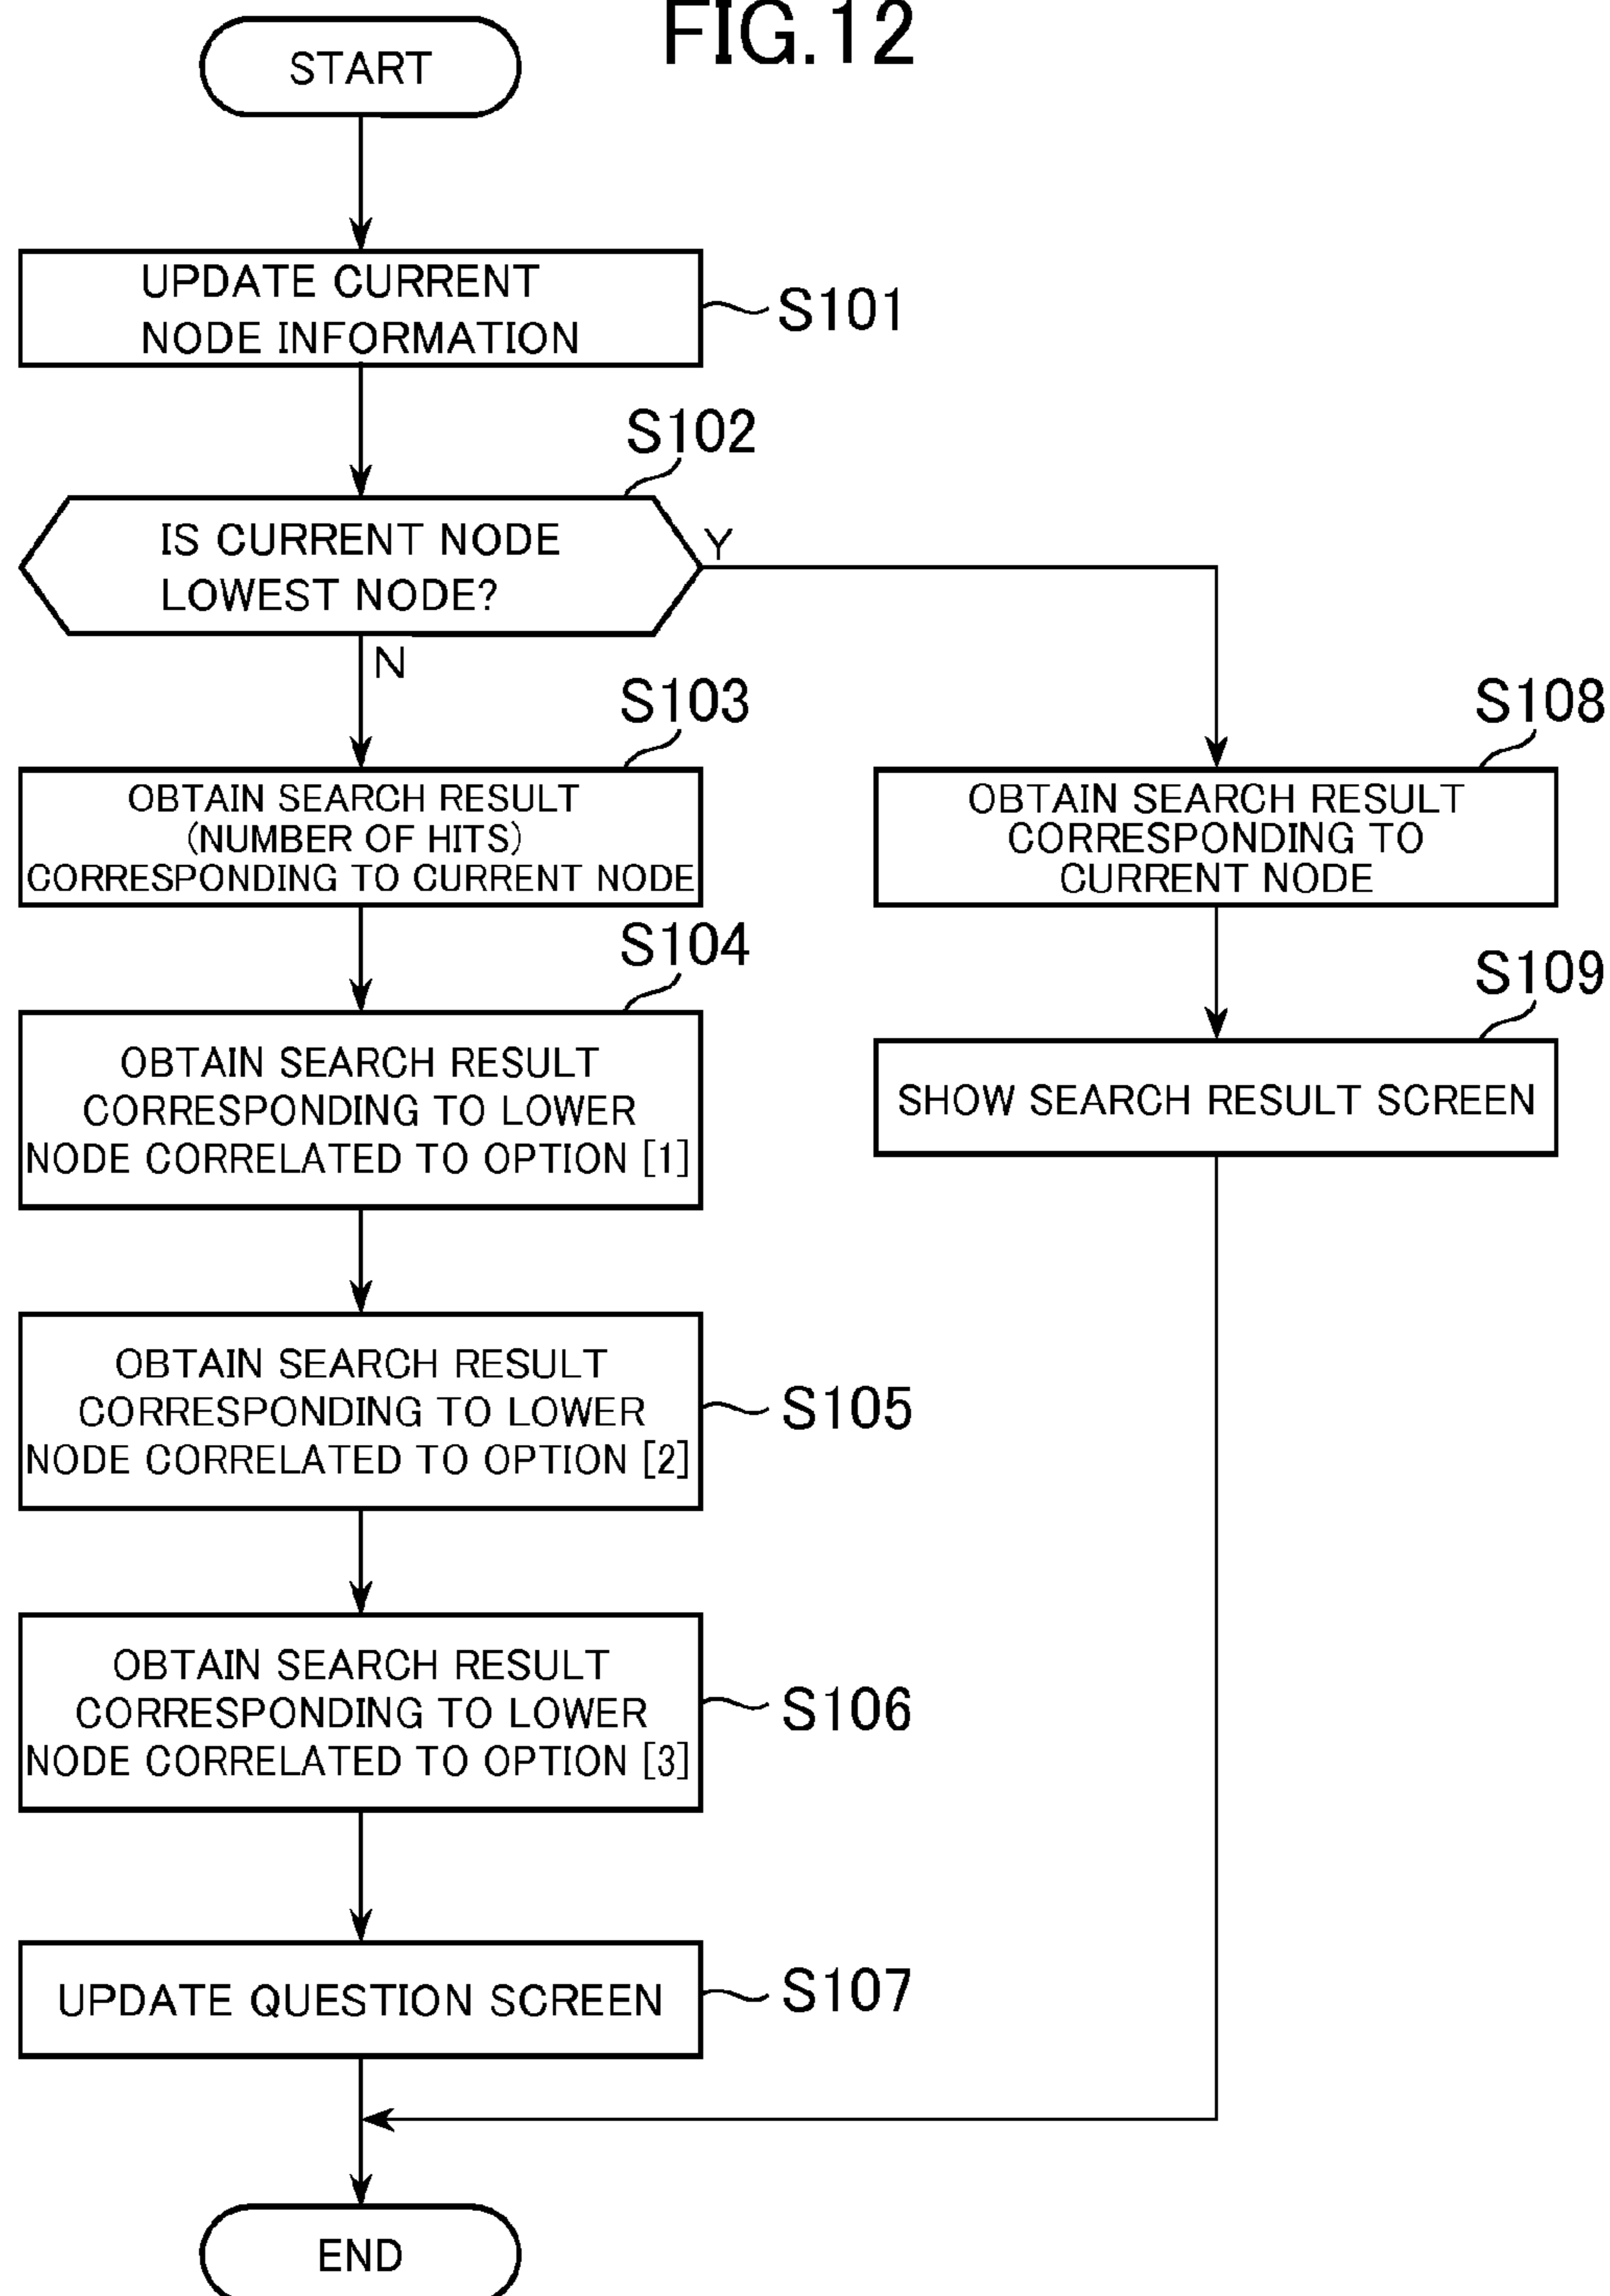 FIG.12
START
UPDATE CURRENT
NODE INFORMATION
S101
S102
IS CURRENT NODE
LOWEST NODE?
Y
N
S103
OBTAIN SEARCH RESULT
(NUMBER OF HITS)
CORRESPONDING TO CURRENT NODE
S108
OBTAIN SEARCH RESULT
CORRESPONDING TO
CURRENT NODE
S104
OBTAIN SEARCH RESULT
CORRESPONDING TO LOWER
NODE CORRELATED TO OPTION [1]
S109
SHOW SEARCH RESULT SCREEN
OBTAIN SEARCH RESULT
CORRESPONDING TO LOWER
NODE CORRELATED TO OPTION [2]
S105
OBTAIN SEARCH RESULT
CORRESPONDING TO LOWER
NODE CORRELATED TO OPTION [3]
S106
UPDATE QUESTION SCREEN
S107
END